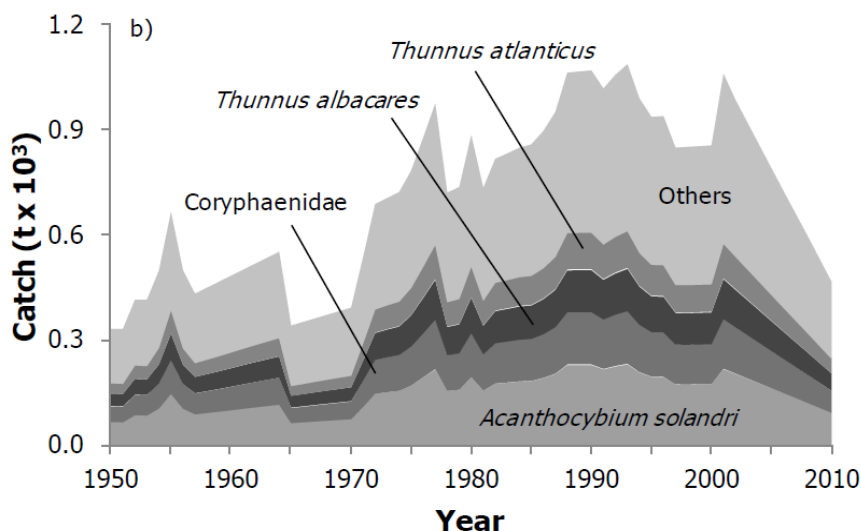 b)
1.2
0.9
0.6
0.3
0.0
Catch (t x 10³)
Thunnus atlanticus
Thunnus albacares
Coryphaenidae
Others
Acanthocybium solandri
1950 1960 1970 1980 1990 2000 2010
Year